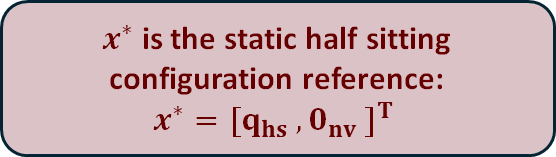 x* is the static half sitting
configuration reference:
x* = [q_hs , 0_nv ]^T